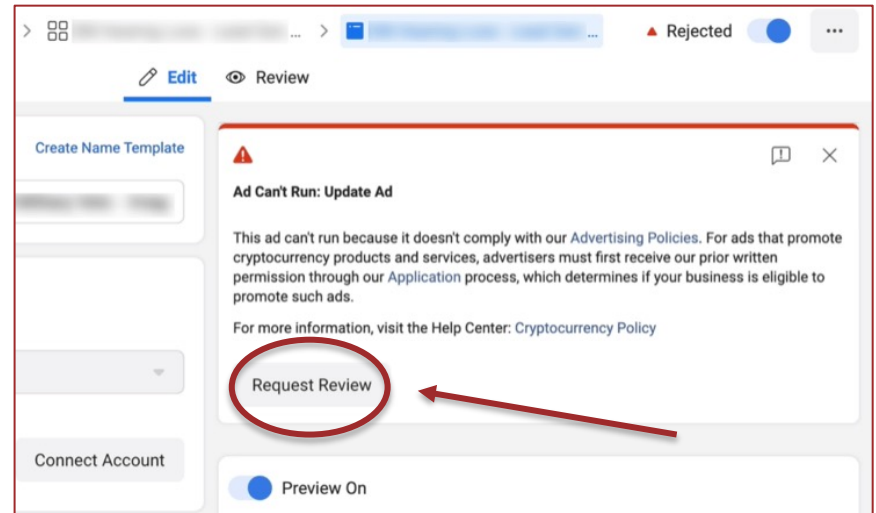 ... > ... Rejected ...
Edit Review
Create Name Template
Ad Can't Run: Update Ad
This ad can't run because it doesn't comply with our Advertising Policies. For ads that promote
cryptocurrency products and services, advertisers must first receive our prior written
permission through our Application process, which determines if your business is eligible to
promote such ads.
For more information, visit the Help Center: Cryptocurrency Policy
Request Review
Connect Account
Preview On